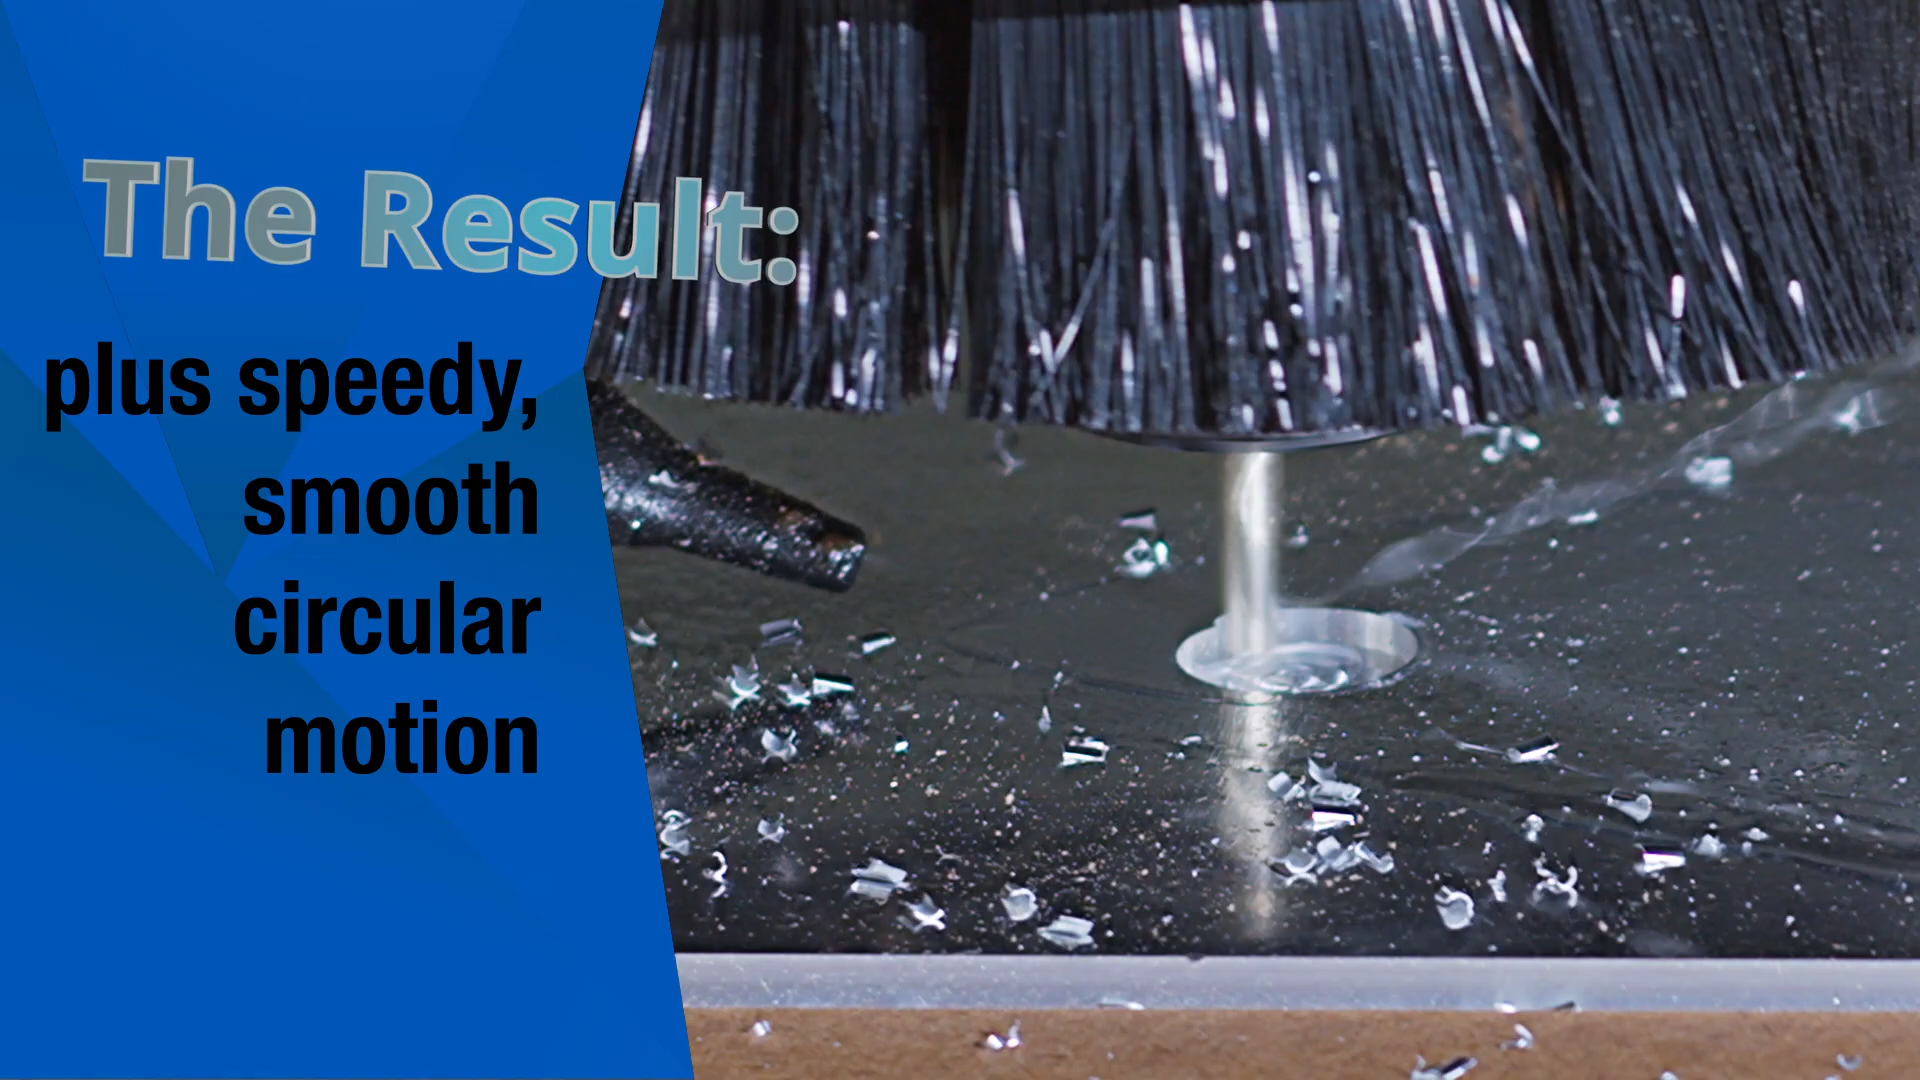 The Result:
plus speedy,
smooth
circular
motion